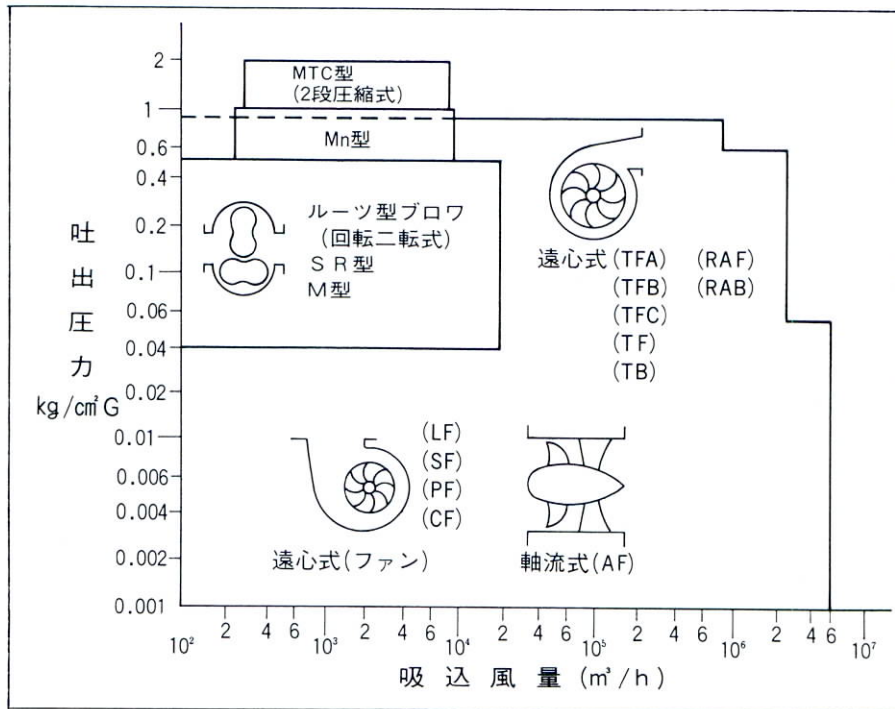 2
1
0.6
0.4
0.2
0.1
0.06
0.04
0.02
0.01
0.006
0.004
0.002
0.001
吐出圧力
kg/cm²G
MTC型
(2段圧縮式)
Mn型
ルーツ型ブロワ
(回転二転式)
SR型
M型
遠心式(TFA) (RAF)
(TFB) (RAB)
(TFC)
(TF)
(TB)
(LF)
(SF)
(PF)
(CF)
遠心式(ファン)
軸流式(AF)
10² 2 4 6 10³ 2 4 6 10⁴ 2 4 6 10⁵ 2 4 6 10⁶ 2 4 6 10⁷
吸込風量(m³/h)